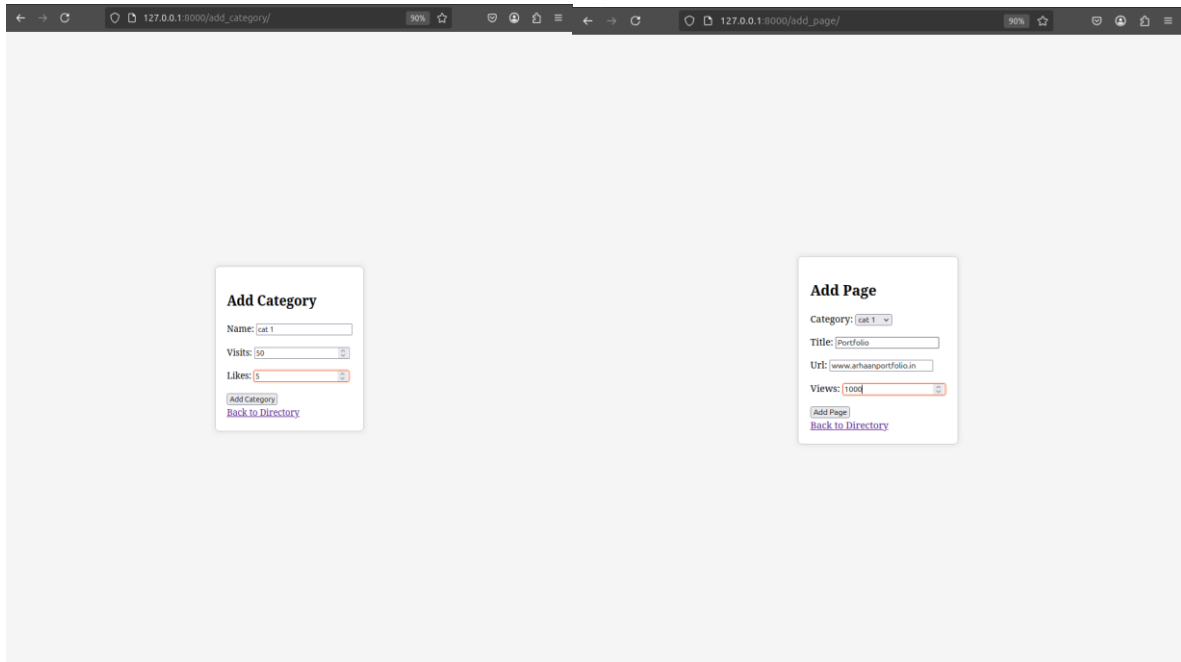 127.0.0.1:8000/add_category/
90%
Add Category
Name: cat 1
Visits: 50
Likes: 5
Add Category
Back to Directory
127.0.0.1:8000/add_page/
90%
Add Page
Category: cat 1
Title: Portfolio
Url: www.arhaanportfolio.in
Views: 1000
Add Page
Back to Directory